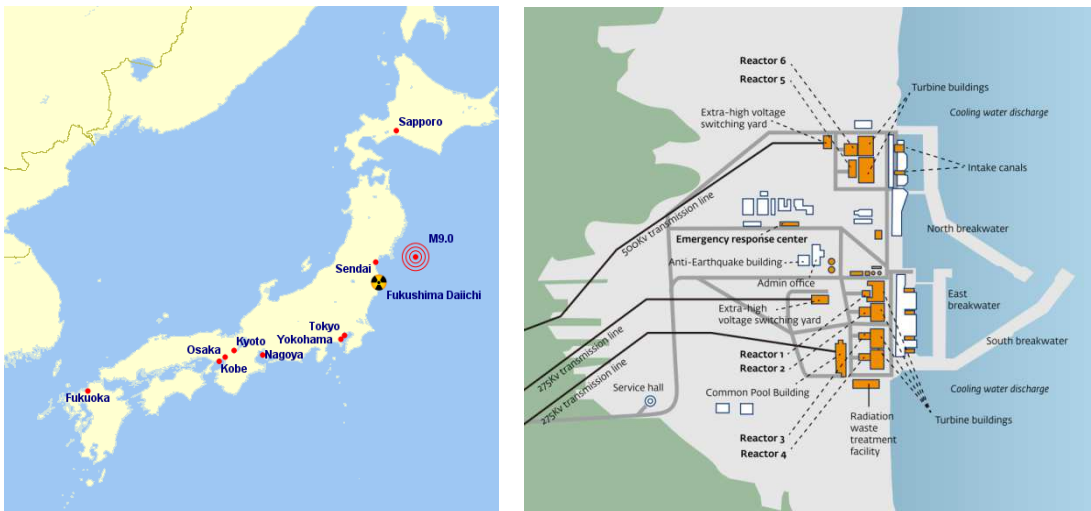 Sapporo
M9.0
Sendai
Fukushima Daiichi
Tokyo
Yokohama
Kyoto
Osaka
Nagoya
Kobe
Fukuoka
Reactor 6
Reactor 5
Turbine buildings
Extra-high voltage
switching yard
Cooling water discharge
Intake canals
500Kv transmission line
North breakwater
Emergency response center
Anti-Earthquake building
Admin office
East
breakwater
Extra-high
voltage switching yard
South breakwater
275Kv transmission line
Reactor 1
Reactor 2
275Kv transmission line
Service hall
Common Pool Building
Cooling water discharge
Radiation
waste
treatment
facility
Turbine buildings
Reactor 3
Reactor 4